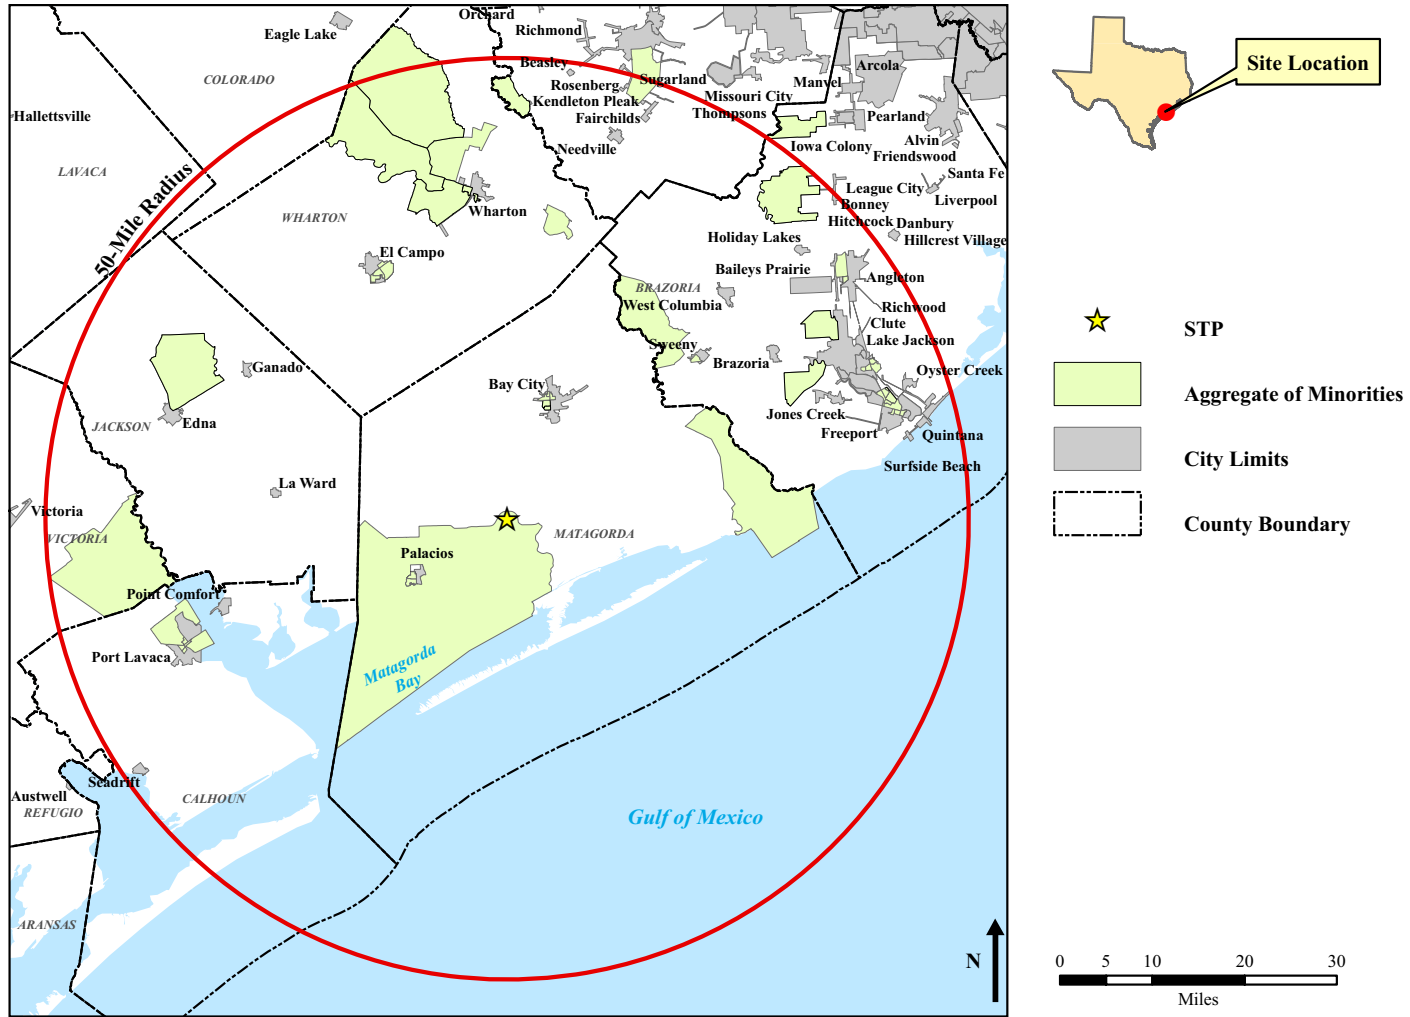 Orchard
Eagle Lake
Richmond
Beasley
COLORADO
Rosenberg
Sugarland
Manvel
Arcola
Kendleton Pleak
Missouri City
Hallettsville
Fairchilds
Thompsons
Pearland
Needville
Iowa Colony
Alvin
Friendswood
LAVACA
Santa Fe
League City
Liverpool
50-Mile Radius
WHARTON
Wharton
Bonney
Hitchcock
Danbury
Holiday Lakes
Hillcrest Village
El Campo
Baileys Prairie
Angleton
BRAZORIA
West Columbia
Richwood
Clute
Sweeny
Lake Jackson
Brazoria
Ganado
Oyster Creek
Bay City
Jones Creek
Edna
JACKSON
Freeport
Quintana
Surfside Beach
La Ward
Victoria
VICTORIA
MATAGORDA
Palacios
Point Comfort
Port Lavaca
Matagorda
Bay
Seadrift
Austwell
CALHOUN
REFUGIO
Gulf of Mexico
ARANSAS
N
Site Location
STP
Aggregate of Minorities
City Limits
County Boundary
0 5 10 20 30
Miles